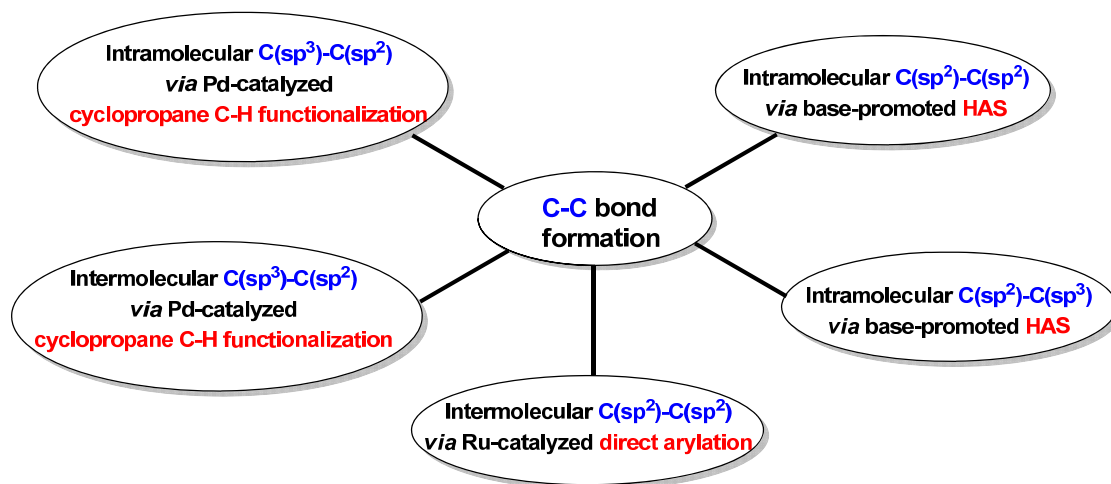 Intramolecular C(sp³)-C(sp²)
via Pd-catalyzed
cyclopropane C-H functionalization
Intramolecular C(sp²)-C(sp²)
via base-promoted HAS
C-C bond
formation
Intermolecular C(sp³)-C(sp²)
via Pd-catalyzed
cyclopropane C-H functionalization
Intramolecular C(sp²)-C(sp³)
via base-promoted HAS
Intermolecular C(sp²)-C(sp²)
via Ru-catalyzed direct arylation